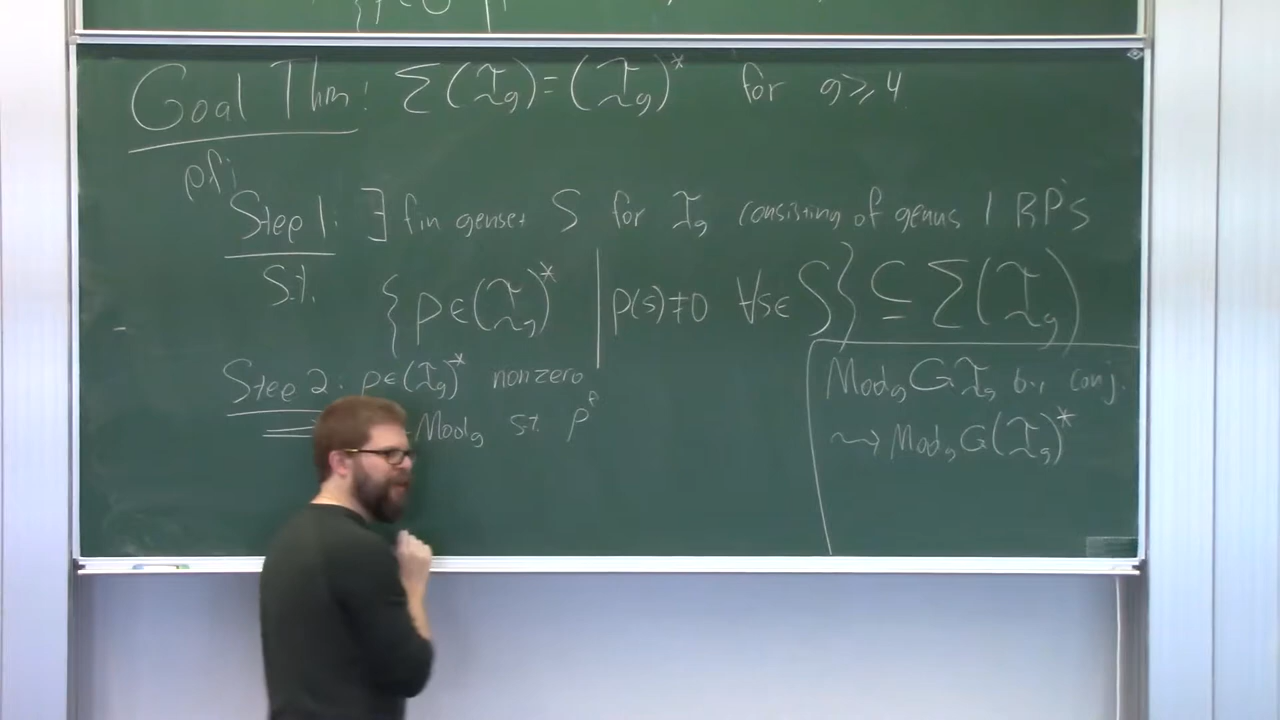 Goal Thm: Σ(I_g) = (I_g)^* for g ≥ 4
pf:
Step 1: ∃ fin genset S for I_g consisting of genus 1 BP's
s.t. {ρ ∈ (I_g)^* | ρ(s) ≠ 0 ∀s ∈ S} ⊆ Σ(I_g)
Step 2: ρ ∈ (I_g)^* nonzero
⇒ Mod_g s.t. ρ^f
Mod_g G I_g by conj.
⇝ Mod_g G (I_g)^*